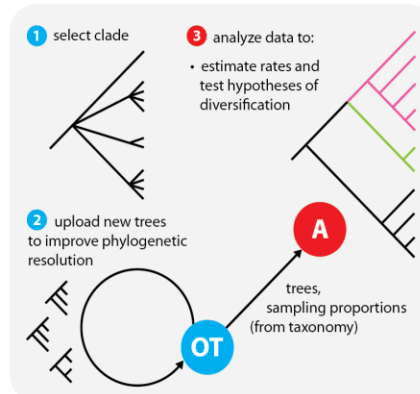 1 select clade
3 analyze data to:
• estimate rates and
test hypotheses of
diversification
2 upload new trees
to improve phylogenetic
resolution
A
trees,
sampling proportions
(from taxonomy)
OT